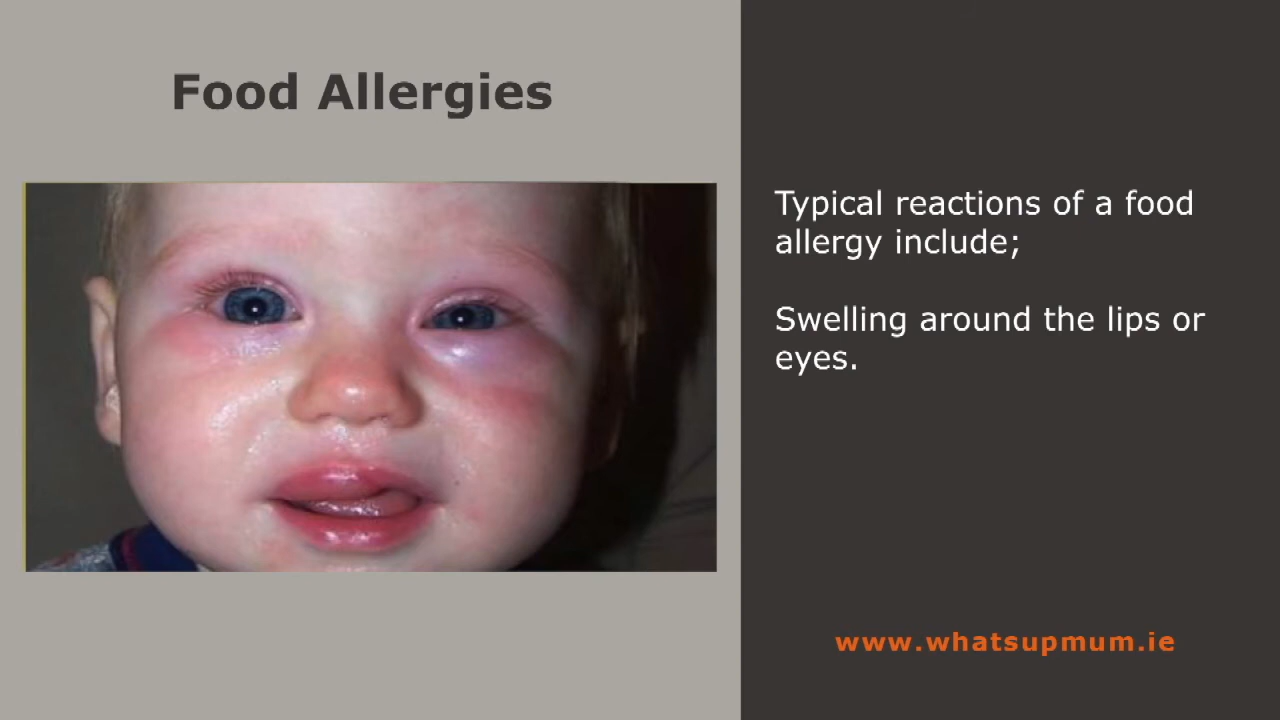 Food Allergies
Typical reactions of a food
allergy include;
Swelling around the lips or
eyes.
www.whatsupmum.ie